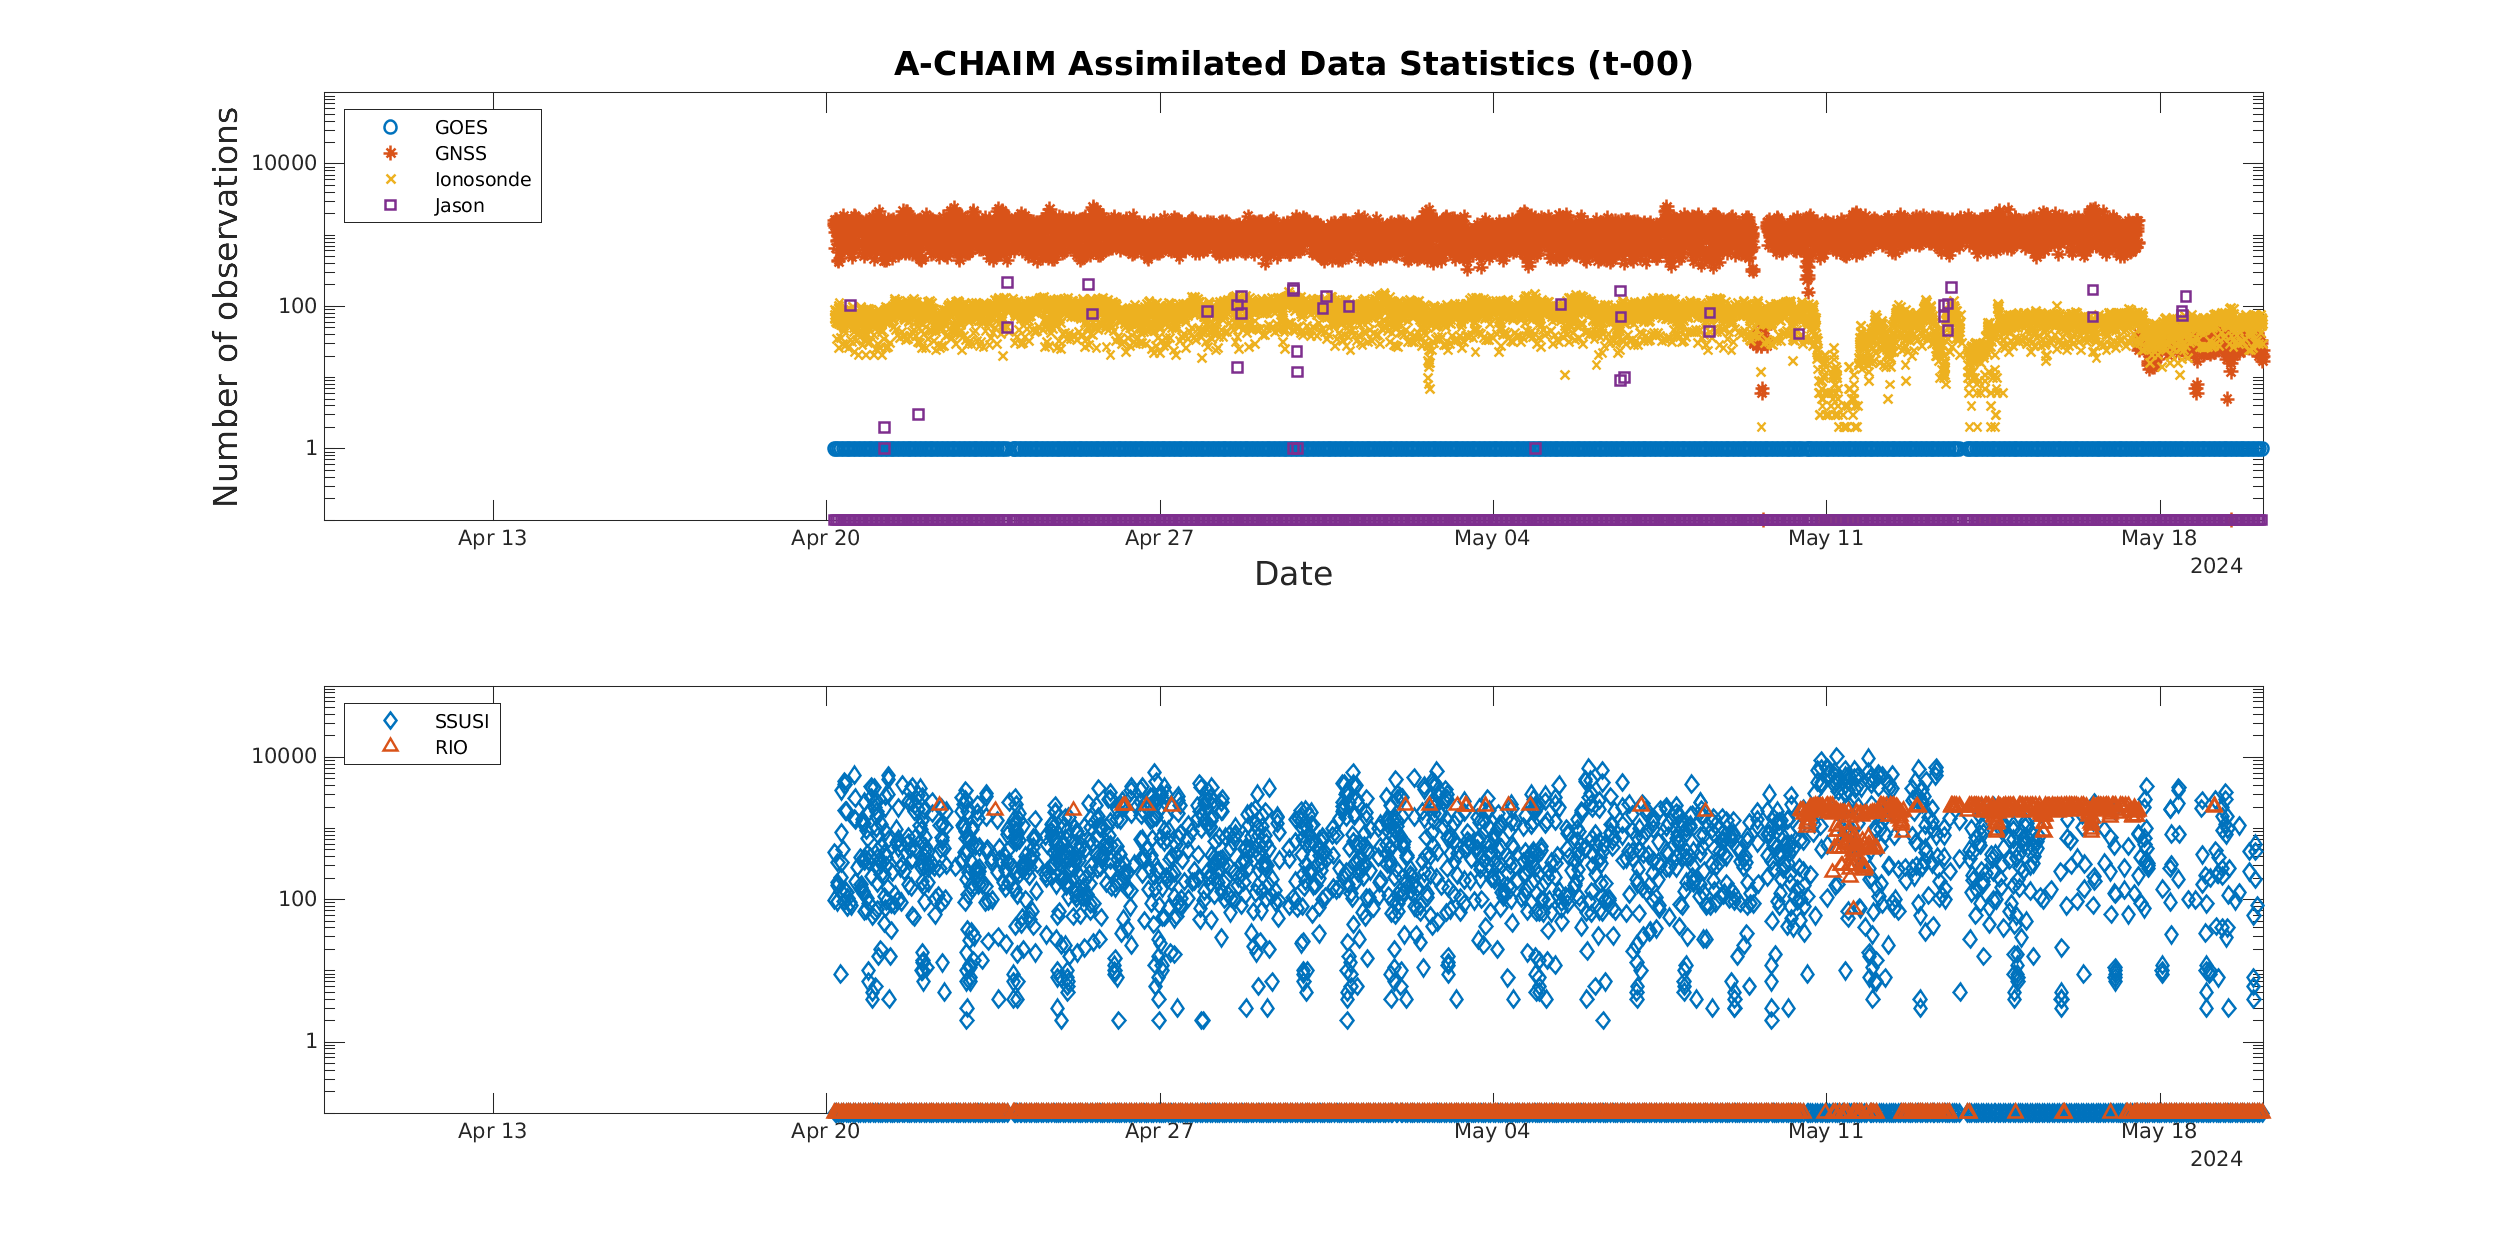 A-CHAIM Assimilated Data Statistics (t-00)
Number of observations
10000
100
1
GOES
GNSS
Ionosonde
Jason
Apr 13
Apr 20
Apr 27
May 04
May 11
May 18
2024
Date
10000
100
1
SSUSI
RIO
Apr 13
Apr 20
Apr 27
May 04
May 11
May 18
2024